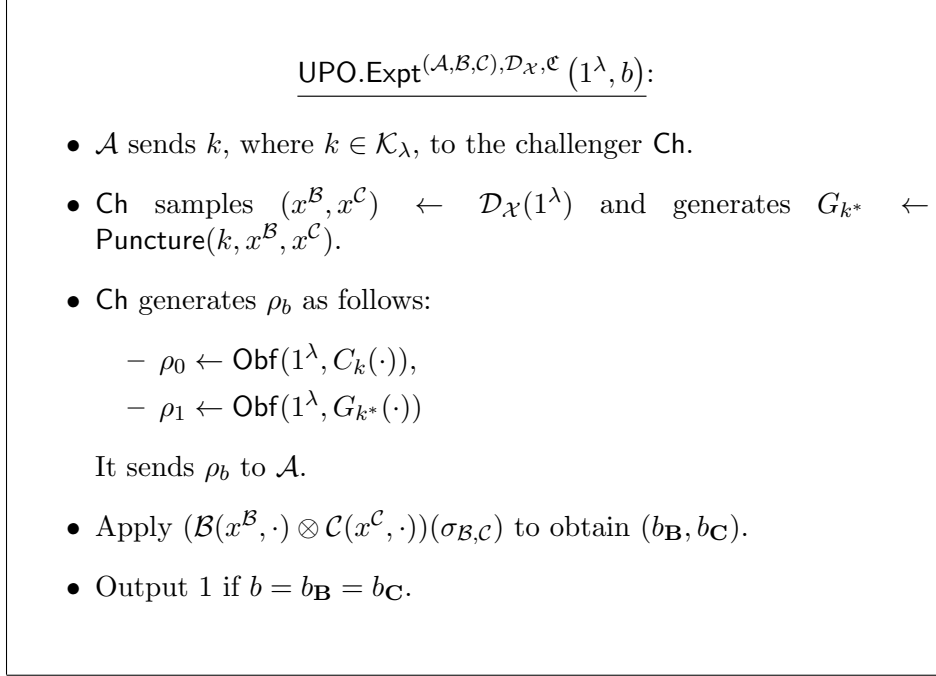 UPO.Expt^{(𝒜,ℬ,𝒞),𝒟_𝒳,ℭ} (1^λ, b):
• 𝒜 sends k, where k ∈ 𝒦_λ, to the challenger Ch.
• Ch samples (x^ℬ, x^𝒞) ← 𝒟_𝒳(1^λ) and generates G_{k*} ←
Puncture(k, x^ℬ, x^𝒞).
• Ch generates ρ_b as follows:
– ρ_0 ← Obf(1^λ, C_k(·)),
– ρ_1 ← Obf(1^λ, G_{k*}(·))
It sends ρ_b to 𝒜.
• Apply (ℬ(x^ℬ, ·) ⊗ 𝒞(x^𝒞, ·))(σ_{ℬ,𝒞}) to obtain (b_𝐁, b_𝐂).
• Output 1 if b = b_𝐁 = b_𝐂.